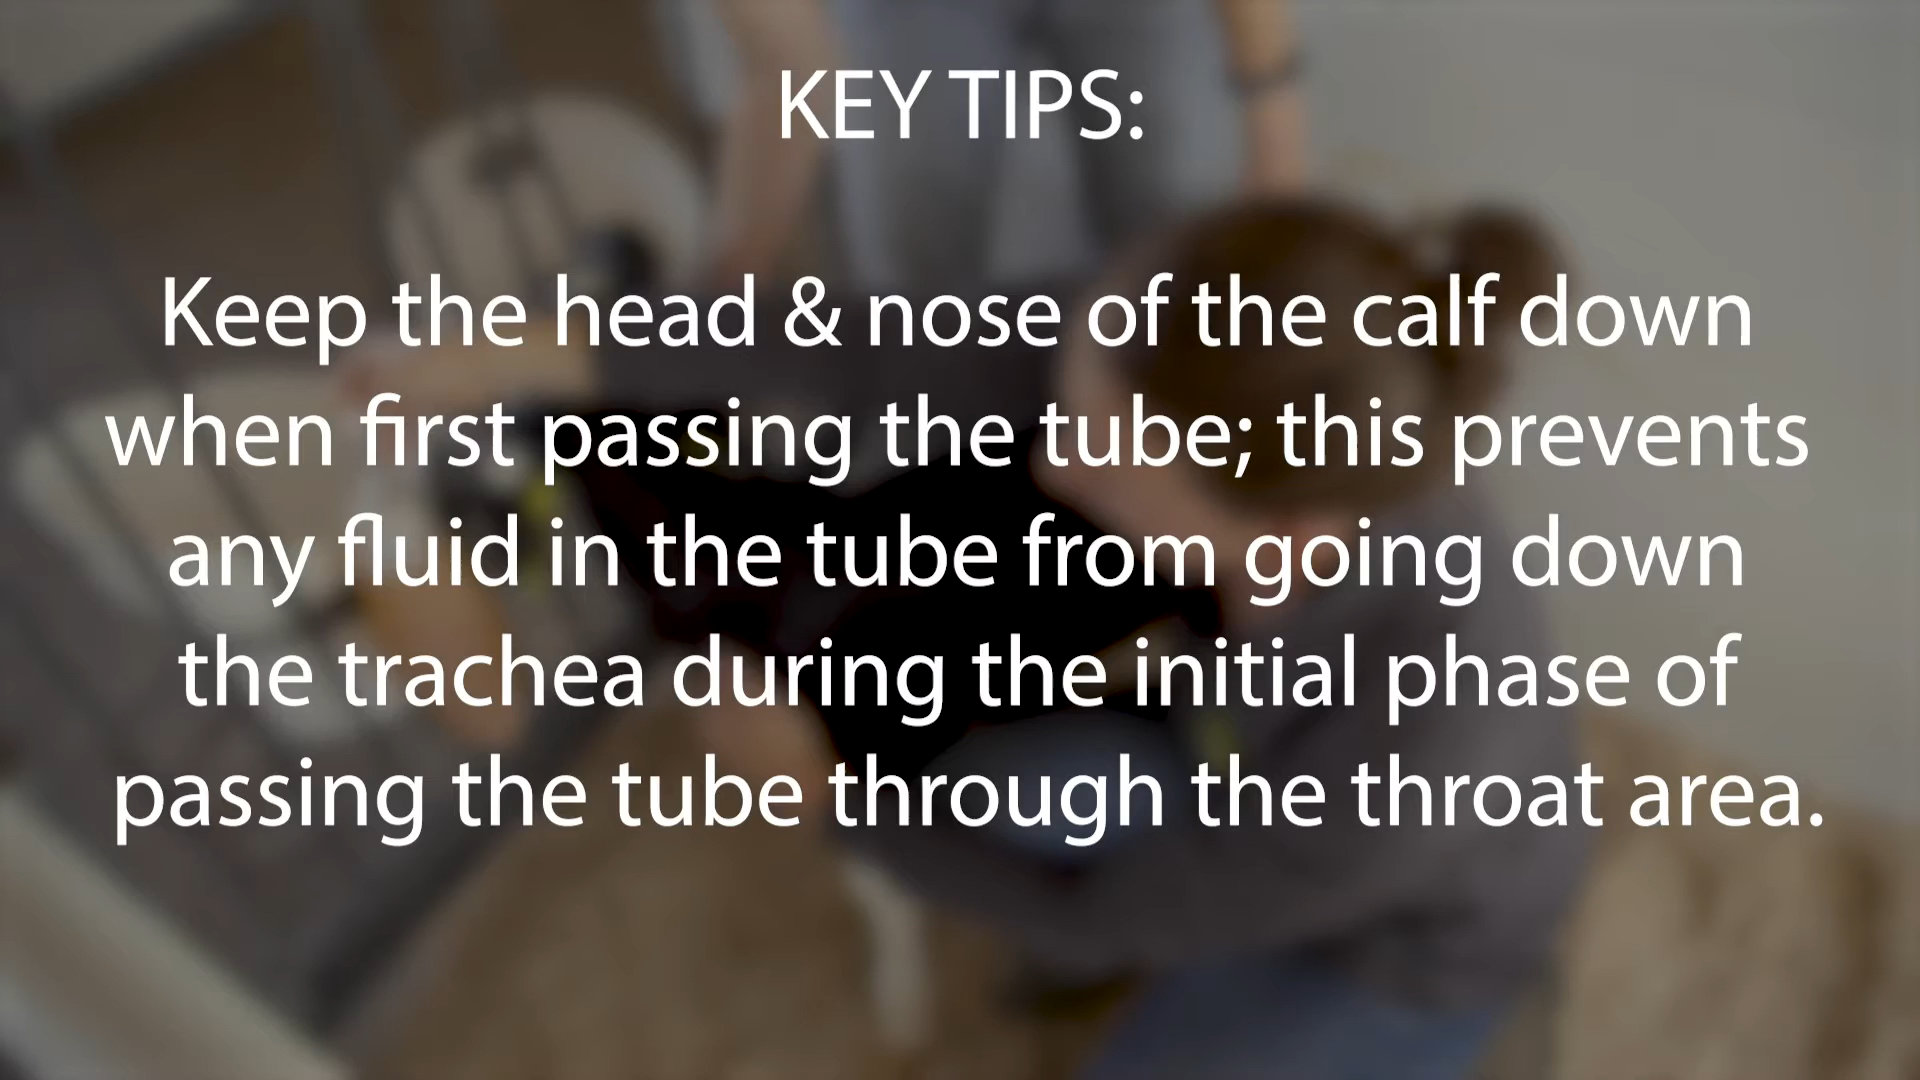 KEY TIPS:
Keep the head & nose of the calf down
when first passing the tube; this prevents
any fluid in the tube from going down
the trachea during the initial phase of
passing the tube through the throat area.